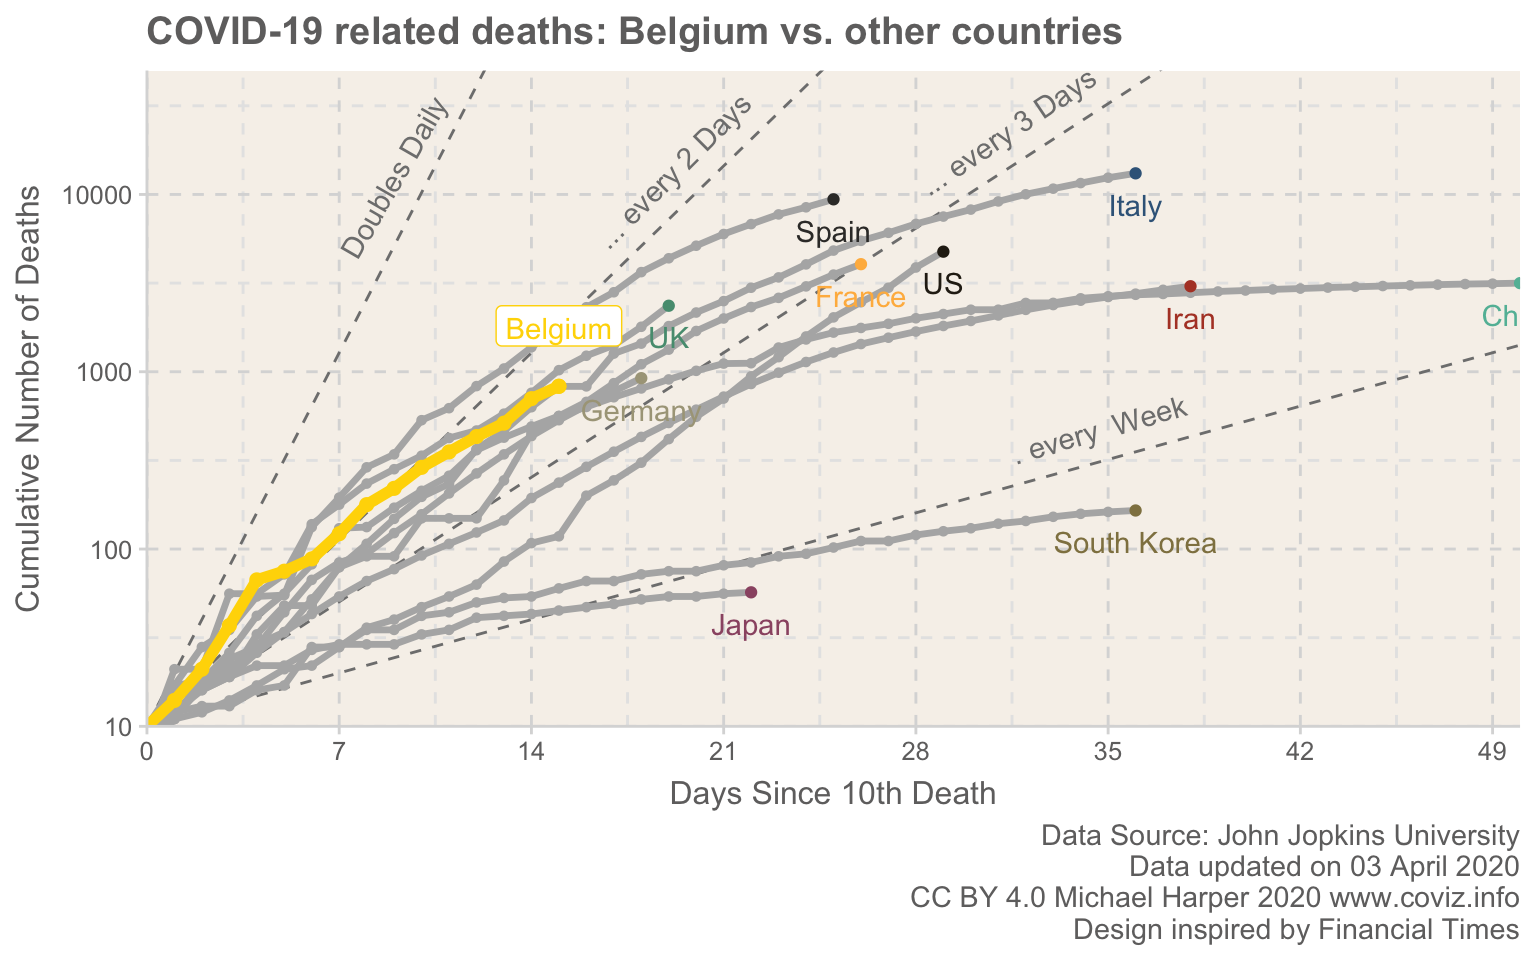 COVID-19 related deaths: Belgium vs. other countries
Cumulative Number of Deaths
10000
1000
100
10
Doubles Daily
... every 2 Days
... every 3 Days
. every Week
Spain
Italy
France
US
Belgium
UK
Iran
Ch
Germany
South Korea
Japan
0 7 14 21 28 35 42 49
Days Since 10th Death
Data Source: John Jopkins University
Data updated on 03 April 2020
CC BY 4.0 Michael Harper 2020 www.coviz.info
Design inspired by Financial Times